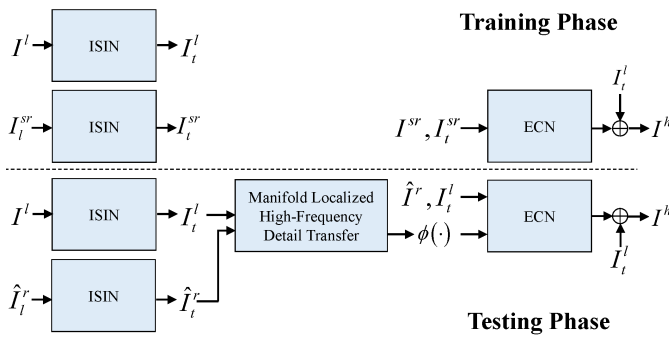 Training Phase
I^l ISIN I_t^l
I_l^{sr} ISIN I_t^{sr}
I^{sr}, I_t^{sr} ECN ⊕ I^h
I_t^l
I^l ISIN I_t^l
Î_l^r ISIN Î_t^r
Manifold Localized
High-Frequency
Detail Transfer
Î^r, I_t^l
ϕ(·)
ECN ⊕ I^h
I_t^l
Testing Phase